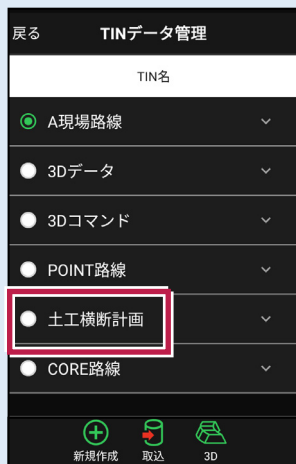 戻る TINデータ管理
TIN名
A現場路線
3Dデータ
3Dコマンド
POINT路線
土工横断計画
CORE路線
新規作成 取込 3D